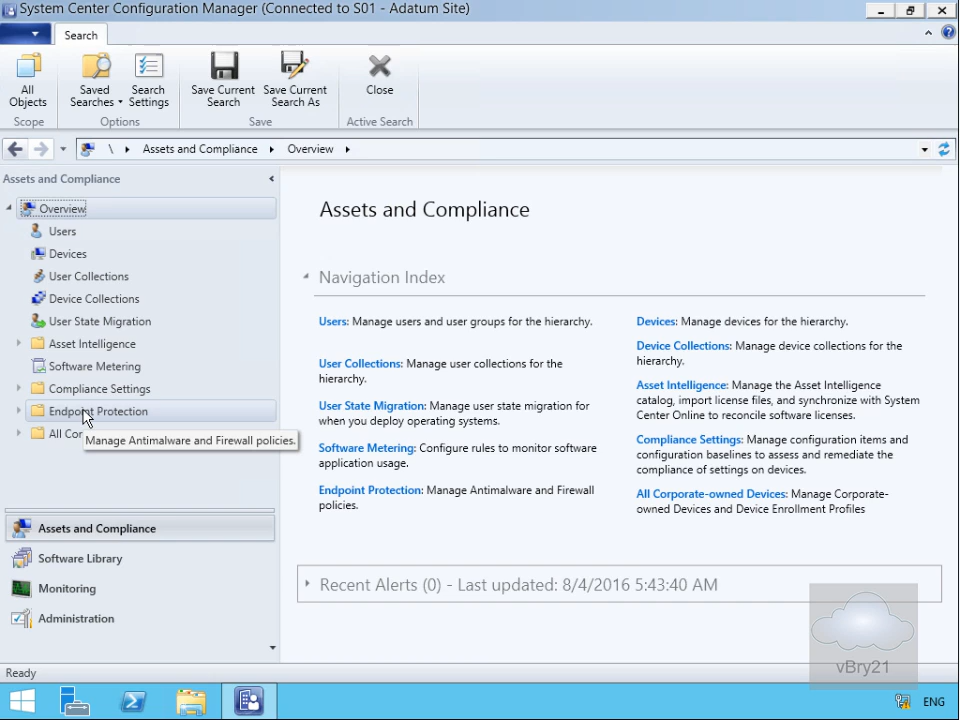 System Center Configuration Manager (Connected to S01 - Adatum Site)
Search
All Objects
Saved Searches
Search Settings
Save Current Search
Save Current Search As
Close
Scope
Options
Save
Active Search
\ Assets and Compliance Overview
Assets and Compliance
Overview
Users
Devices
User Collections
Device Collections
User State Migration
Asset Intelligence
Software Metering
Compliance Settings
Endpoint Protection
All Cor
Manage Antimalware and Firewall policies.
Assets and Compliance
Software Library
Monitoring
Administration
Assets and Compliance
Navigation Index
Users: Manage users and user groups for the hierarchy.
User Collections: Manage user collections for the
hierarchy.
User State Migration: Manage user state migration for
when you deploy operating systems.
Software Metering: Configure rules to monitor software
application usage.
Endpoint Protection: Manage Antimalware and Firewall
policies.
Devices: Manage devices for the hierarchy.
Device Collections: Manage device collections for the
hierarchy.
Asset Intelligence: Manage the Asset Intelligence
catalog, import license files, and synchronize with System
Center Online to reconcile software licenses.
Compliance Settings: Manage configuration items and
configuration baselines to assess and remediate the
compliance of settings on devices.
All Corporate-owned Devices: Manage Corporate-
owned Devices and Device Enrollment Profiles
Recent Alerts (0) - Last updated: 8/4/2016 5:43:40 AM
vBry21
Ready
ENG